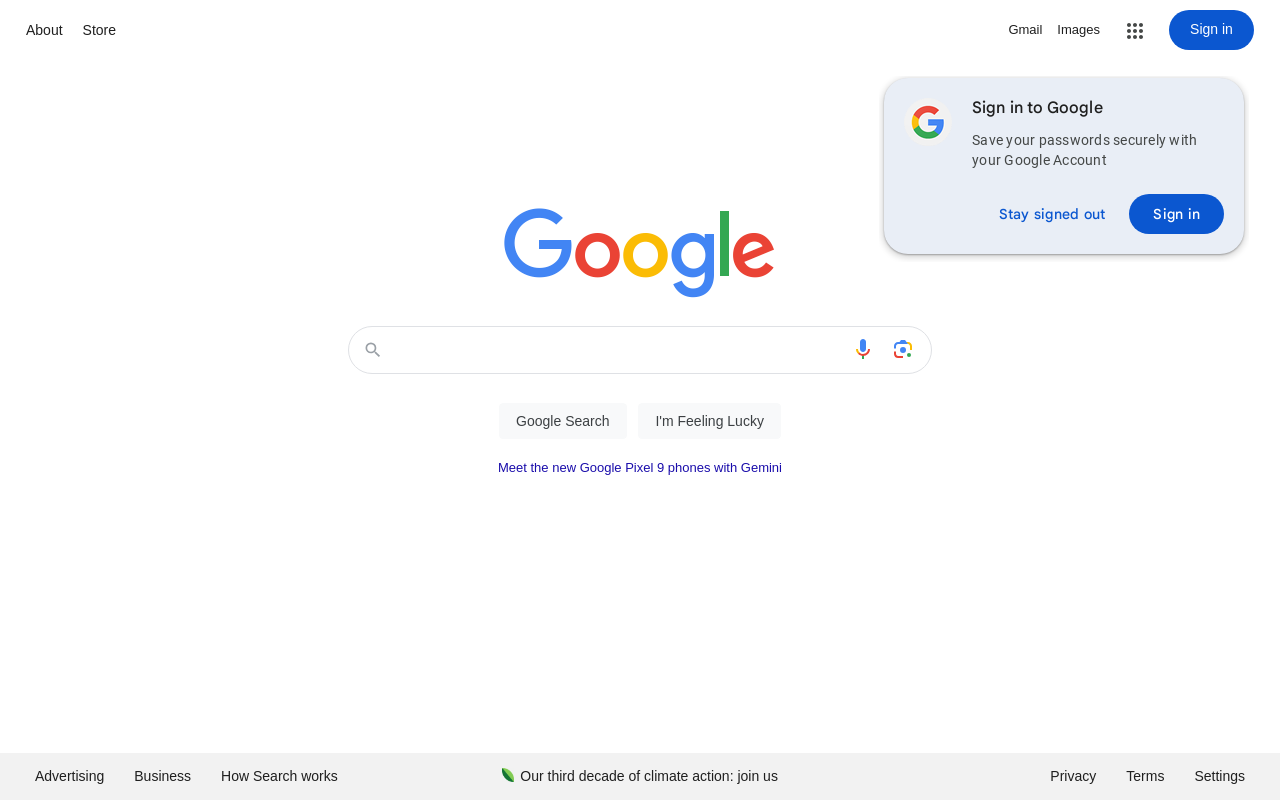 About Store
Gmail Images
Sign in
Sign in to Google
Save your passwords securely with
your Google Account
Stay signed out
Sign in
Google
Google Search
I'm Feeling Lucky
Meet the new Google Pixel 9 phones with Gemini
Advertising Business How Search works
Our third decade of climate action: join us
Privacy Terms Settings